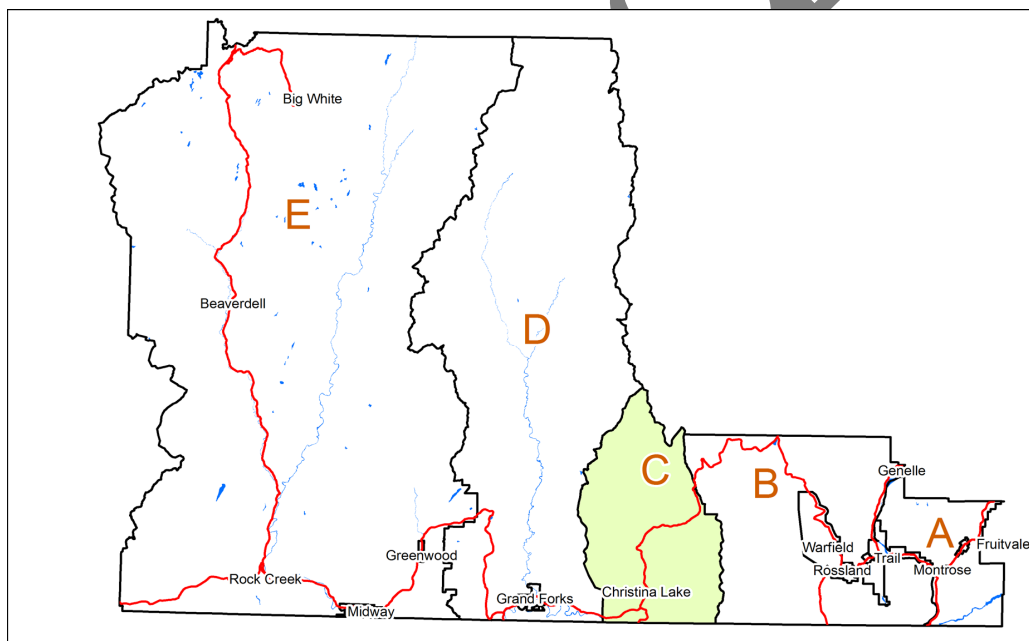 Big White
E
Beaverdell
D
C
B
Genelle
A
Fruitvale
Warfield
Trail
Rossland
Montrose
Greenwood
Rock Creek
Christina Lake
Grand Forks
Midway